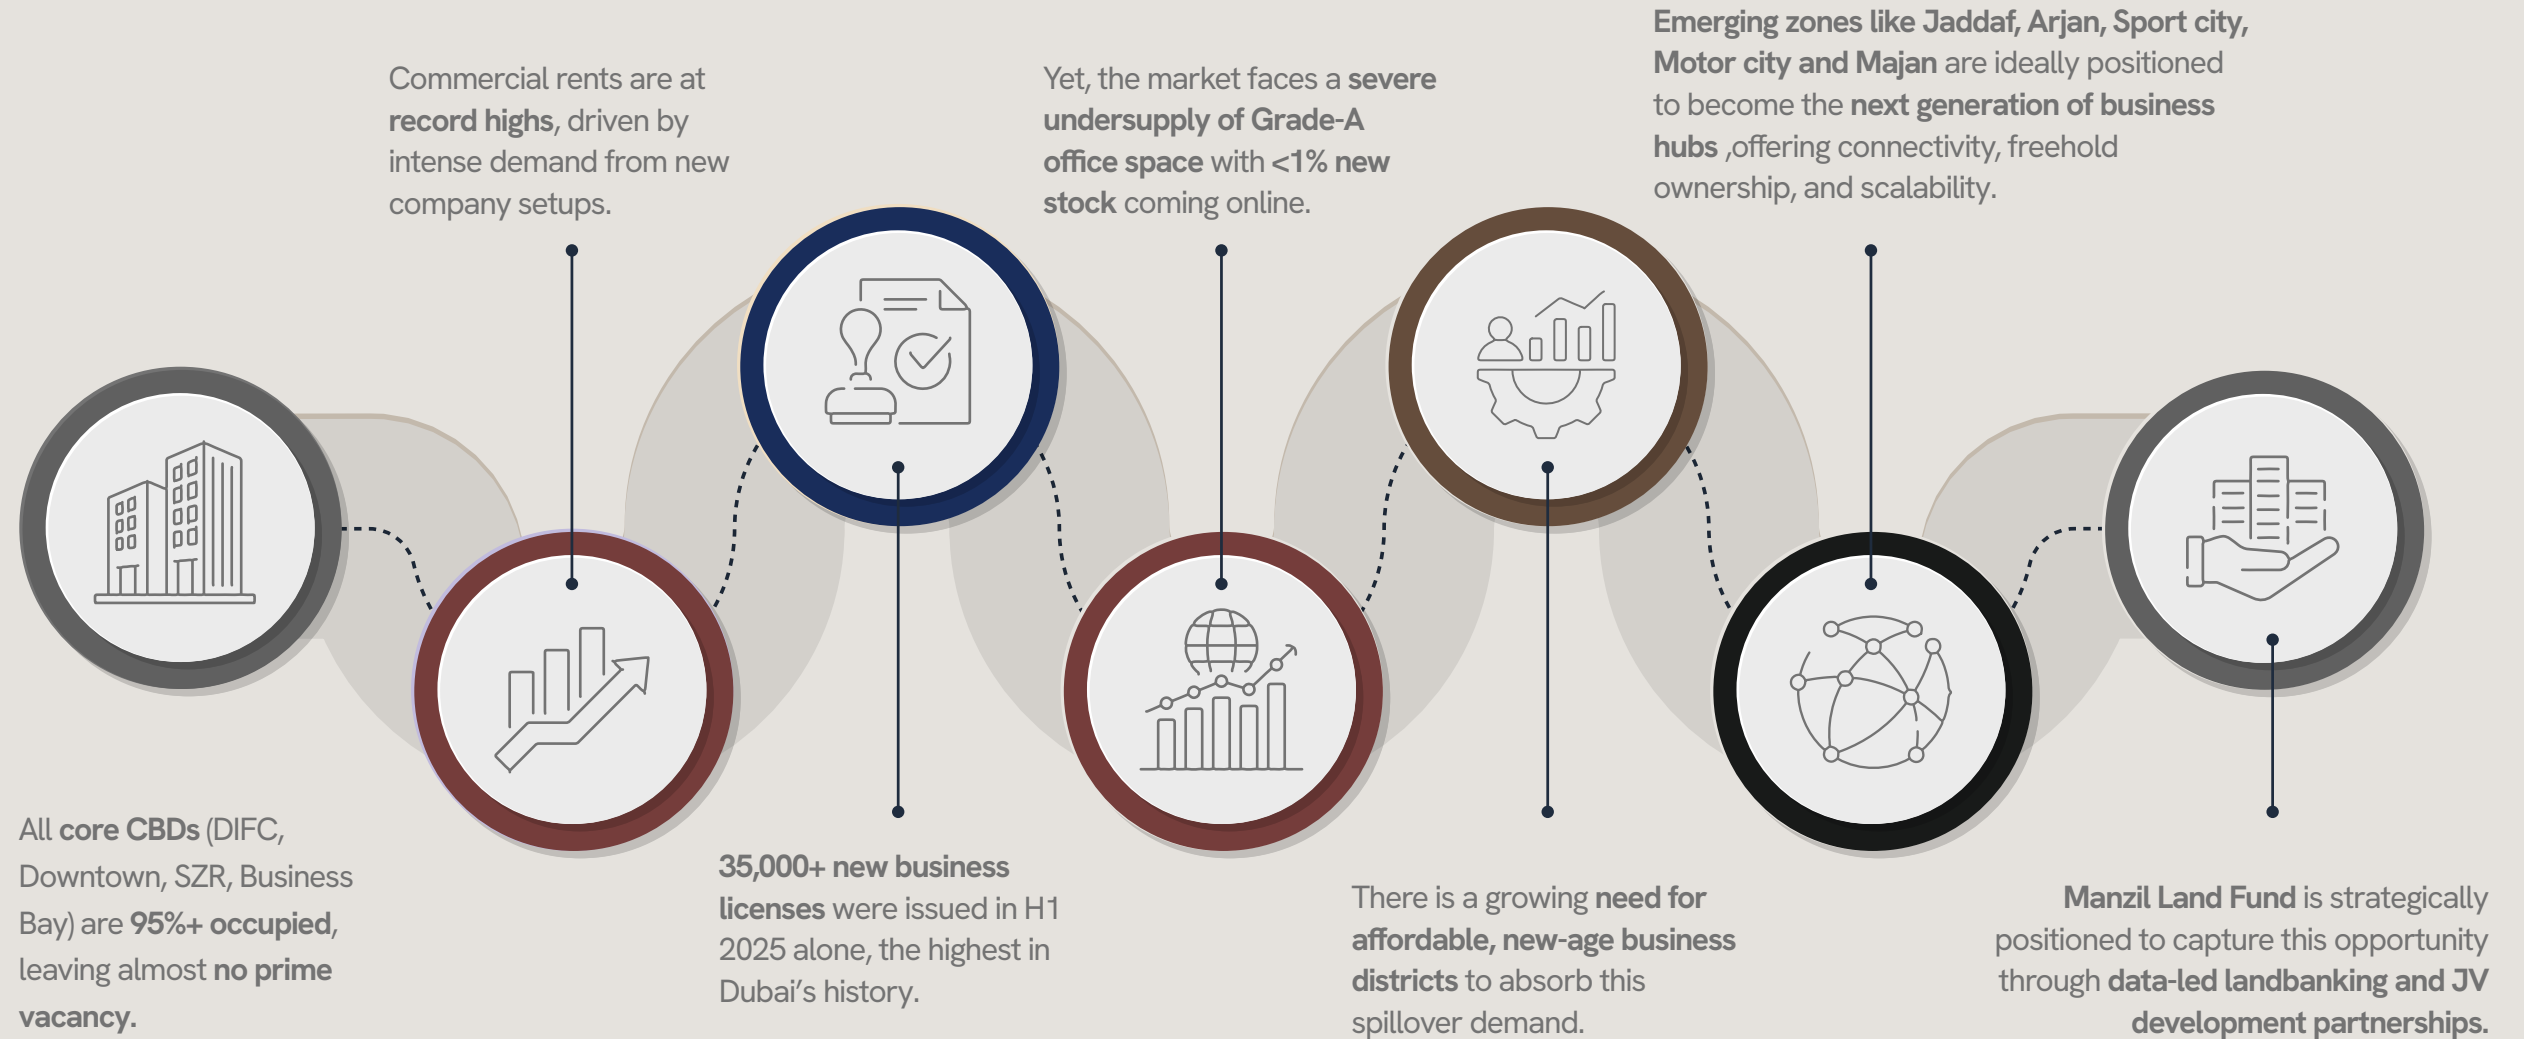 All core CBDs (DIFC,
Downtown, SZR, Business
Bay) are 95%+ occupied,
leaving almost no prime
vacancy.
Commercial rents are at
record highs, driven by
intense demand from new
company setups.
35,000+ new business
licenses were issued in H1
2025 alone, the highest in
Dubai’s history.
Yet, the market faces a severe
undersupply of Grade-A
office space with <1% new
stock coming online.
There is a growing need for
affordable, new-age business
districts to absorb this
spillover demand.
Emerging zones like Jaddaf, Arjan, Sport city,
Motor city and Majan are ideally positioned
to become the next generation of business
hubs ,offering connectivity, freehold
ownership, and scalability.
Manzil Land Fund is strategically
positioned to capture this opportunity
through data-led landbanking and JV
development partnerships.